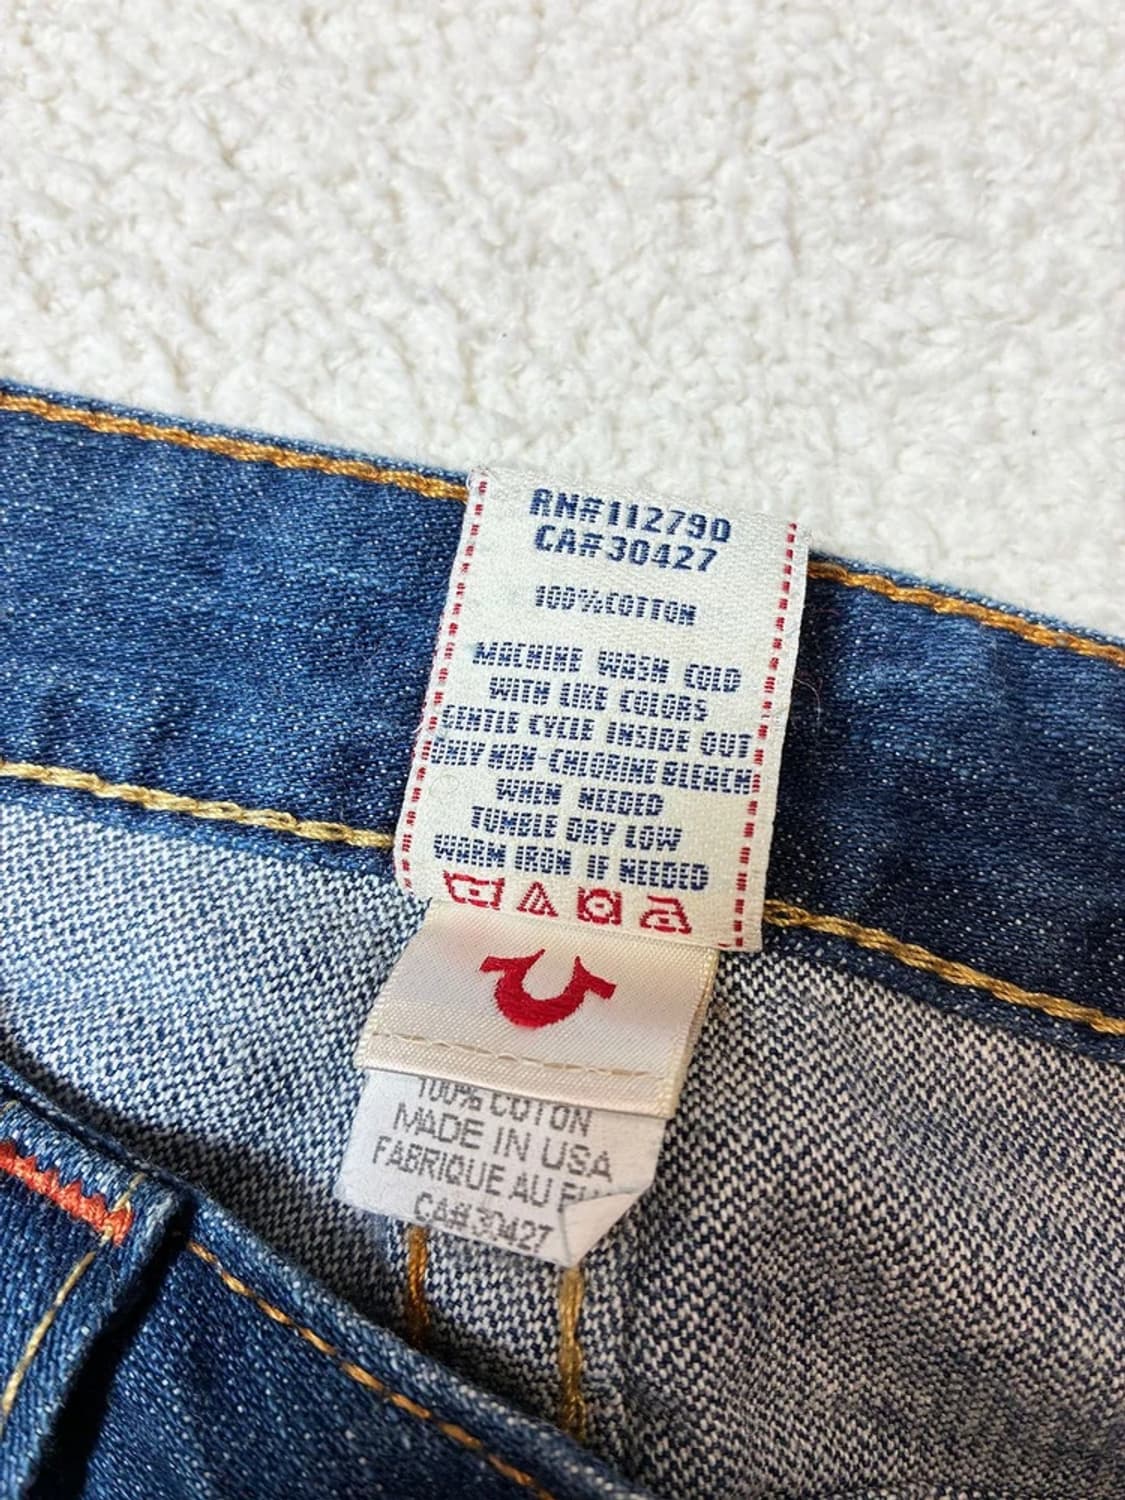 RN#112790
CA#30427
100%COTTON
MACHINE WASH COLD
WITH LIKE COLORS
GENTLE CYCLE INSIDE OUT
ONLY NON-CHLORINE BLEACH
WHEN NEEDED
TUMBLE DRY LOW
WARM IRON IF NEEDED
100% COTON
MADE IN USA
FABRIQUE AU
CA#30427